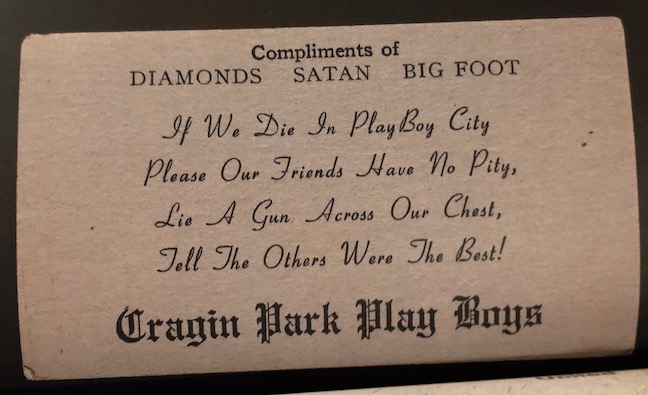 Compliments of
DIAMONDS SATAN BIG FOOT
If We Die In PlayBoy City
Please Our Friends Have No Pity,
Lie A Gun Across Our Chest,
Tell The Others Were The Best!
Cragin Park Play Boys